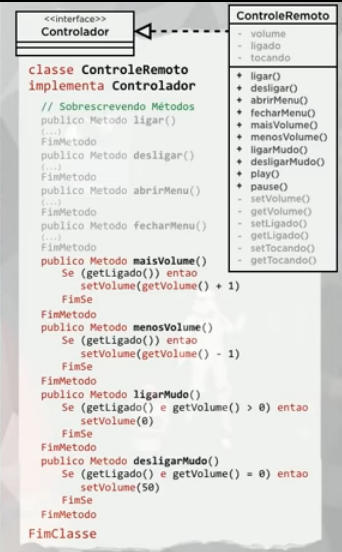 <<interface>>
Controlador
ControleRemoto
- volume
- ligado
- tocando
+ ligar()
+ desligar()
+ abrirMenu()
+ fecharMenu()
+ maisVolume()
+ menosVolume()
+ ligarMudo()
+ desligarMudo()
+ play()
+ pause()
- setVolume()
- getVolume()
- setLigado()
- getLigado()
- setTocando()
- getTocando()
classe ControleRemoto
implementa Controlador
// Sobrescrevendo Métodos
publico Metodo ligar()
(...)
FimMetodo
publico Metodo desligar()
(...)
FimMetodo
publico Metodo abrirMenu()
(...)
FimMetodo
publico Metodo fecharMenu()
(...)
FimMetodo
publico Metodo maisVolume()
Se (getLigado()) entao
setVolume(getVolume() + 1)
FimSe
FimMetodo
publico Metodo menosVolume()
Se (getLigado()) entao
setVolume(getVolume() - 1)
FimSe
FimMetodo
publico Metodo ligarMudo()
Se (getLigado() e getVolume() > 0) entao
setVolume(0)
FimSe
FimMetodo
publico Metodo desligarMudo()
Se (getLigado() e getVolume() = 0) entao
setVolume(50)
FimSe
FimMetodo
FimClasse